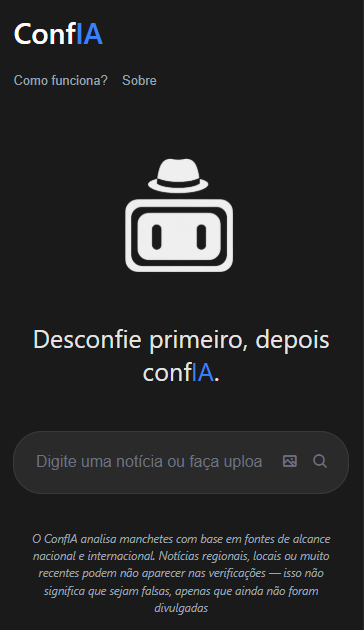 ConfIA
Como funciona? Sobre
Desconfie primeiro, depois
confIA.
Digite uma notícia ou faça uploa
O ConfIA analisa manchetes com base em fontes de alcance
nacional e internacional. Notícias regionais, locais ou muito
recentes podem não aparecer nas verificações — isso não
significa que sejam falsas, apenas que ainda não foram
divulgadas